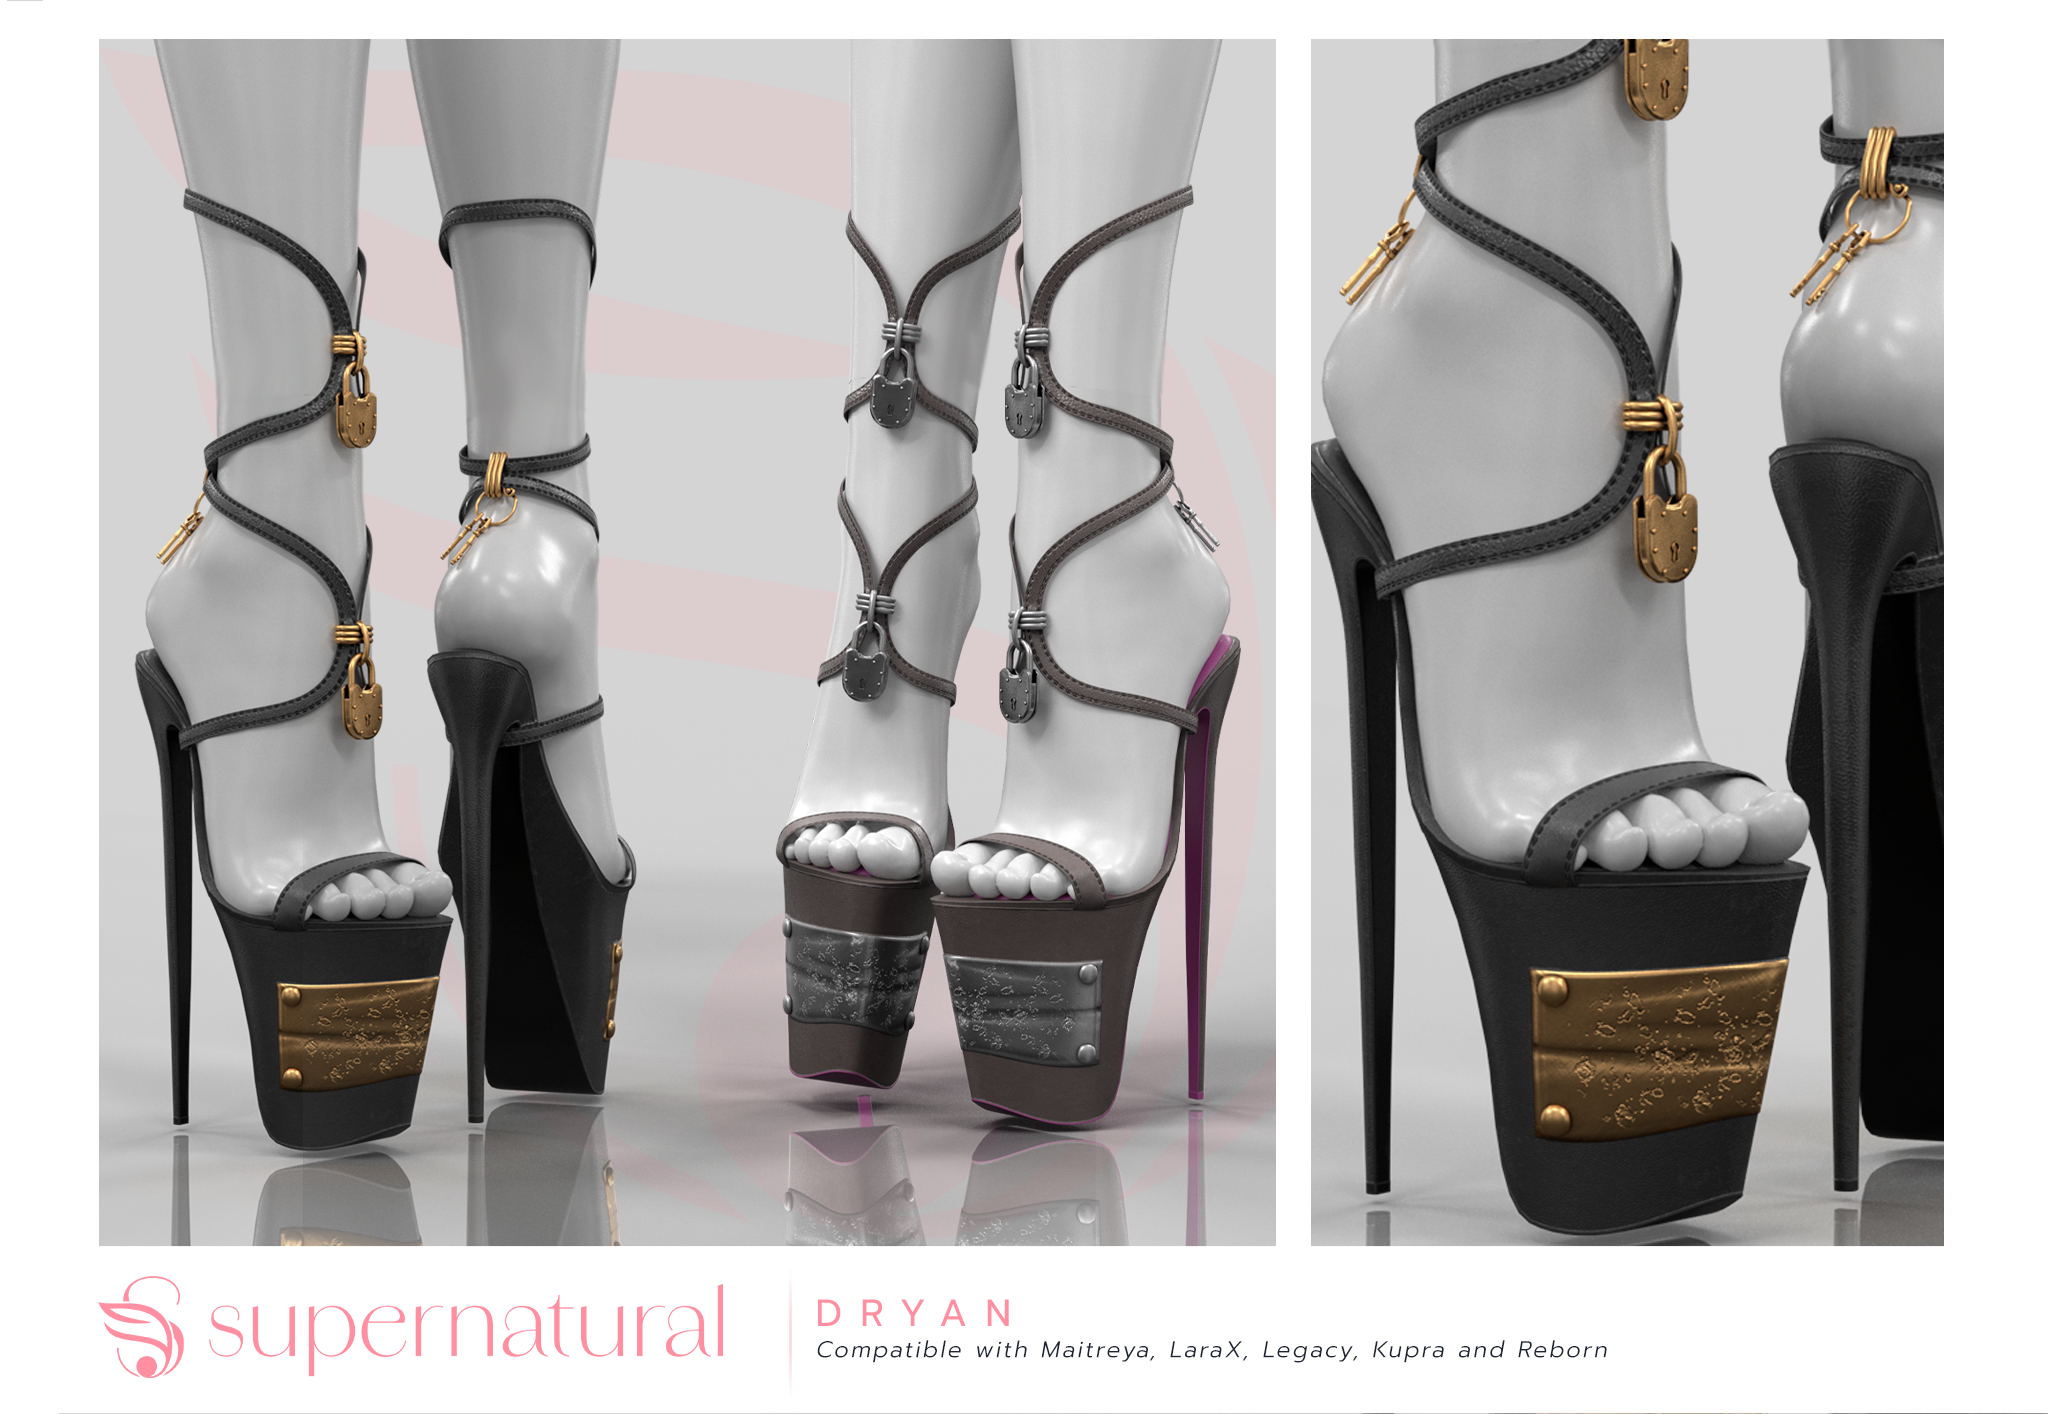 supernatural
DRYAN
Compatible with Maitreya, LaraX, Legacy, Kupra and Reborn